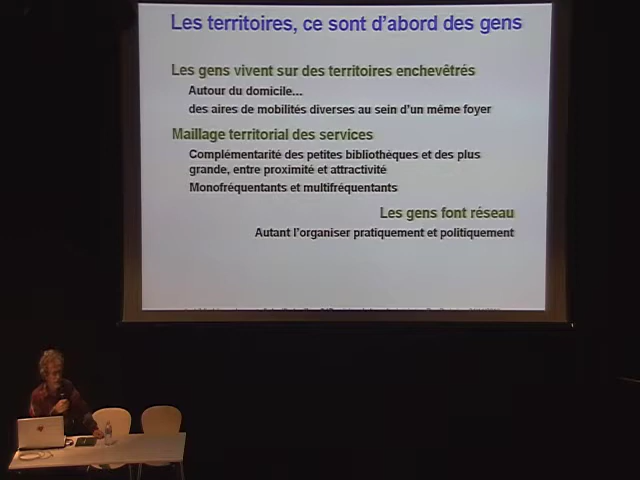 Les territoires, ce sont d'abord des gens
Les gens vivent sur des territoires enchevêtrés
Autour du domicile...
des aires de mobilités diverses au sein d'un même foyer
Maillage territorial des services
Complémentarité des petites bibliothèques et des plus
grande, entre proximité et attractivité
Monofréquentants et multifréquentants
Les gens font réseau
Autant l'organiser pratiquement et politiquement